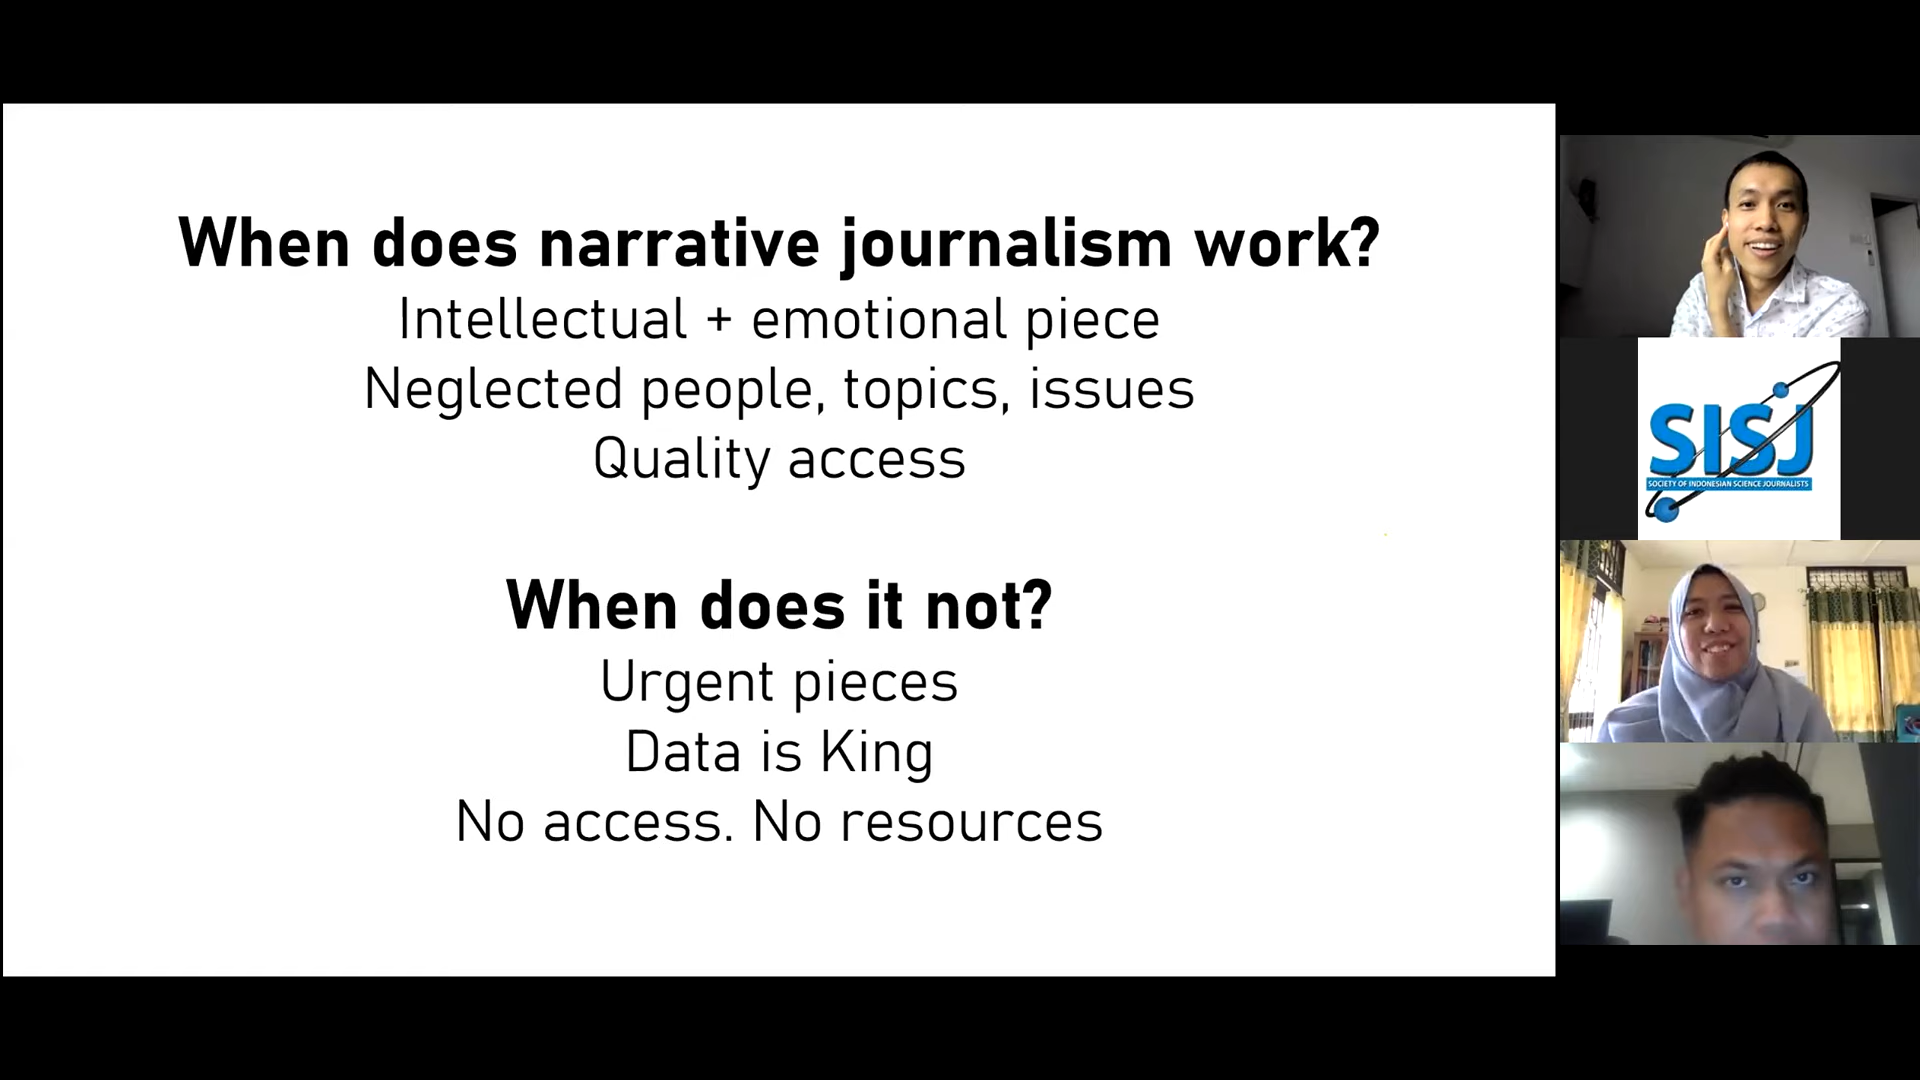 When does narrative journalism work?
Intellectual + emotional piece
Neglected people, topics, issues
Quality access
When does it not?
Urgent pieces
Data is King
No access. No resources
SISJ
SOCIETY OF INDONESIAN SCIENCE JOURNALISTS